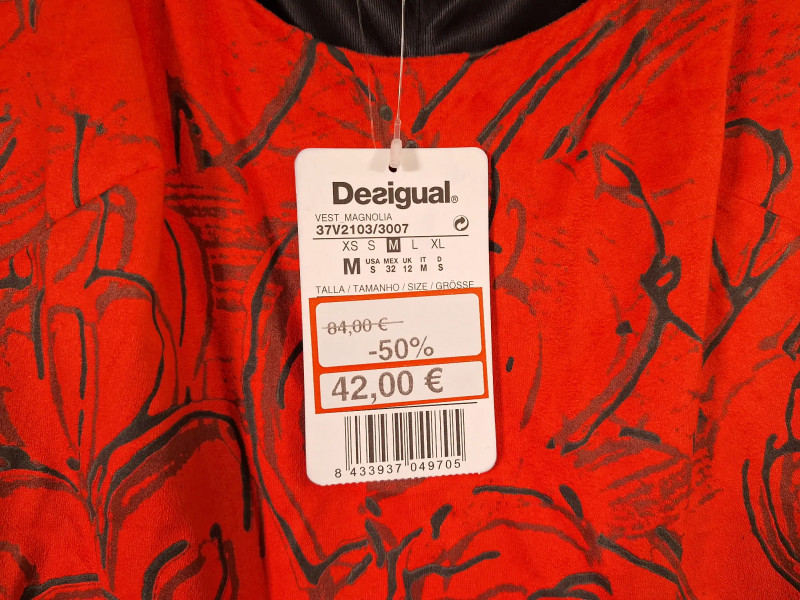 Desigual®
VEST_MAGNOLIA
37V2103/3007
XS S M L XL
M USA S MEX 32 UK 12 IT M D S
TALLA / TAMANHO / SIZE / GRÖSSE
84,00 €
-50%
42,00 €
8 433937 049705